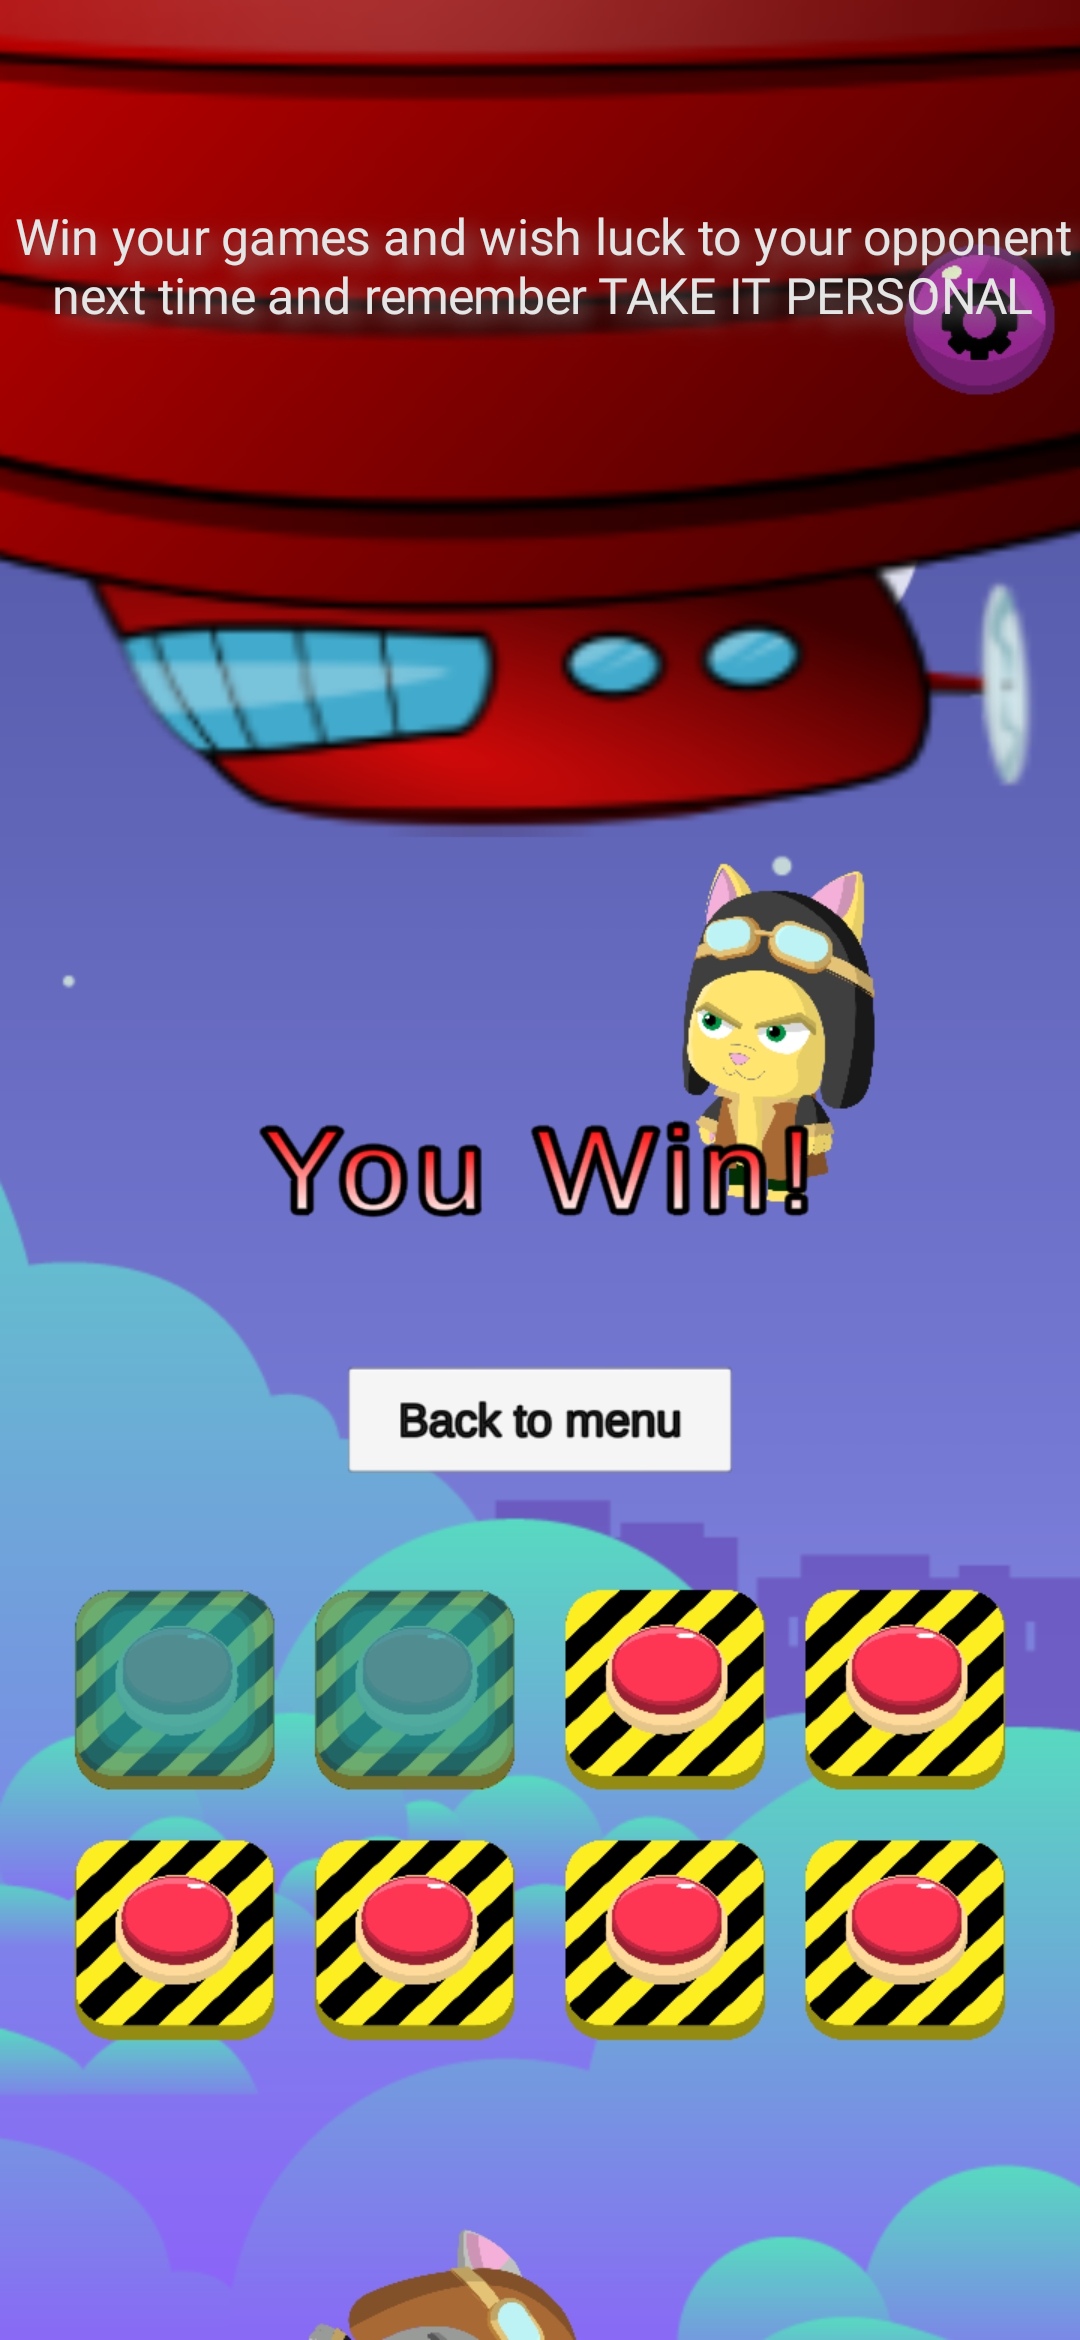 Win your games and wish luck to your opponent
next time and remember TAKE IT PERSONAL
You Win!
Back to menu